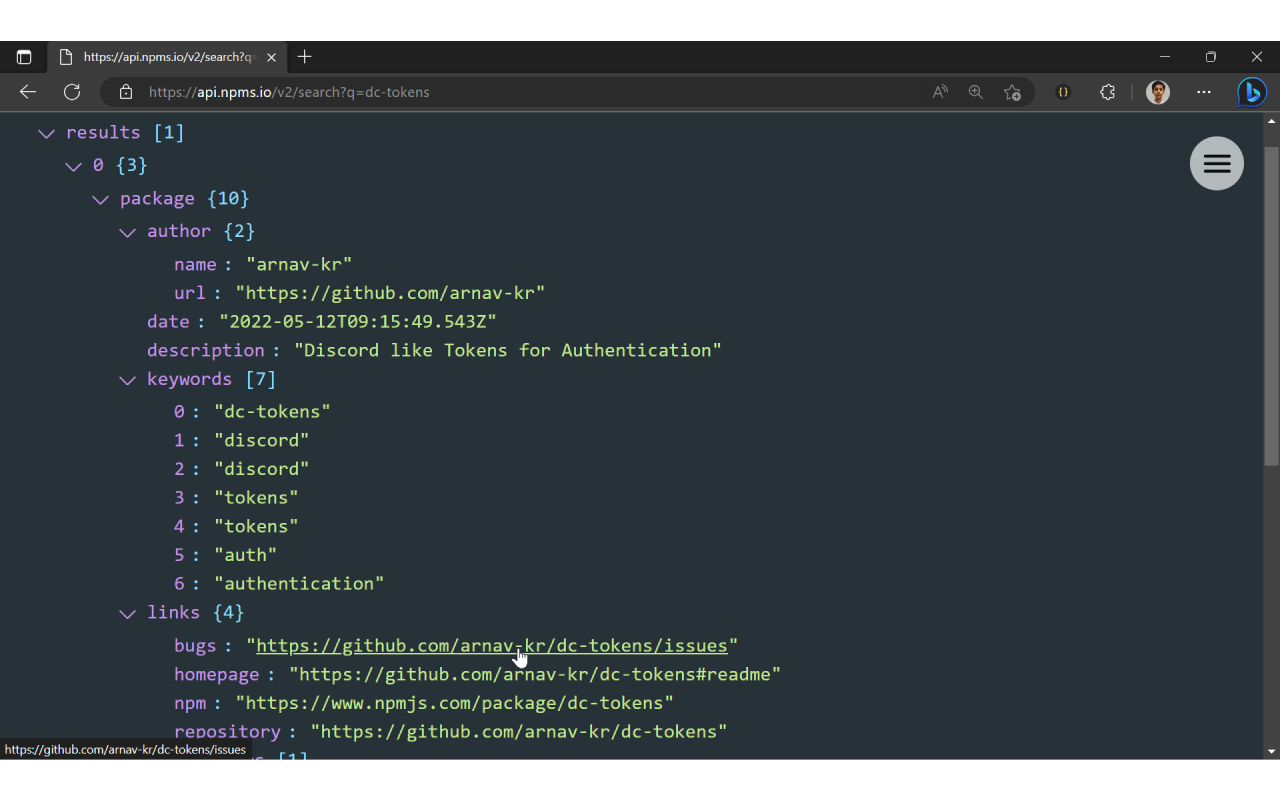 https://api.npms.io/v2/search?q=
https://api.npms.io/v2/search?q=dc-tokens
results [1]
0 {3}
package {10}
author {2}
name : "arnav-kr"
url : "https://github.com/arnav-kr"
date : "2022-05-12T09:15:49.543Z"
description : "Discord like Tokens for Authentication"
keywords [7]
0 : "dc-tokens"
1 : "discord"
2 : "discord"
3 : "tokens"
4 : "tokens"
5 : "auth"
6 : "authentication"
links {4}
bugs : "https://github.com/arnav-kr/dc-tokens/issues"
homepage : "https://github.com/arnav-kr/dc-tokens#readme"
npm : "https://www.npmjs.com/package/dc-tokens"
repository : "https://github.com/arnav-kr/dc-tokens"
https://github.com/arnav-kr/dc-tokens/issues
[1]